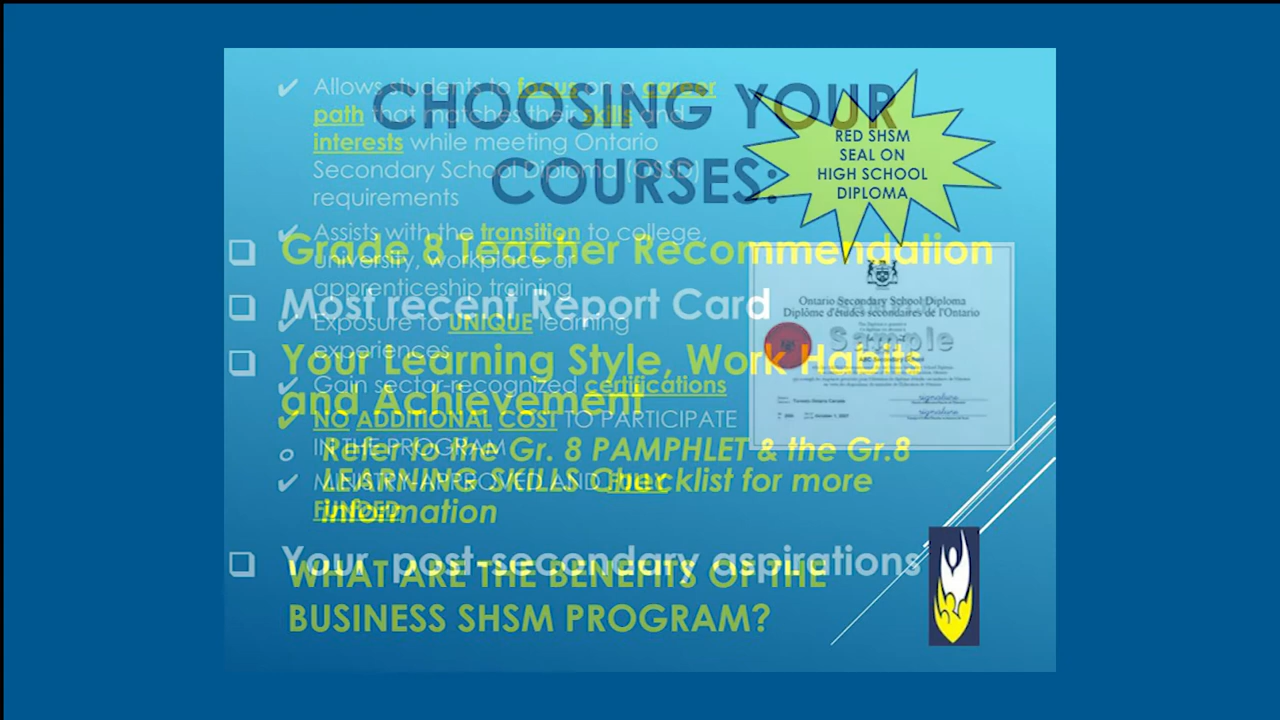 CHOOSING YOUR
COURSES:
Grade 8 Teacher Recommendation
Most recent Report Card
Your Learning Style, Work Habits
and Achievement
Refer to the Gr. 8 PAMPHLET & the Gr.8
LEARNING SKILLS Checklist for more
information
Your post-secondary aspirations
Allows students to focus on a career
path that matches their skills and
interests while meeting Ontario
Secondary School Diploma (OSSD)
requirements
Assists with the transition to college,
university, workplace or
apprenticeship training
Exposure to UNIQUE learning
experiences
Gain sector-recognized certifications
NO ADDITIONAL COST TO PARTICIPATE
IN THE PROGRAM
MINISTRY-APPROVED AND FULLY
FUNDED
WHAT ARE THE BENEFITS OF THE
BUSINESS SHSM PROGRAM?
RED SHSM
SEAL ON
HIGH SCHOOL
DIPLOMA
Ontario Secondary School Diploma
Diplôme d'études secondaires de l'Ontario
Sample
signature
signature